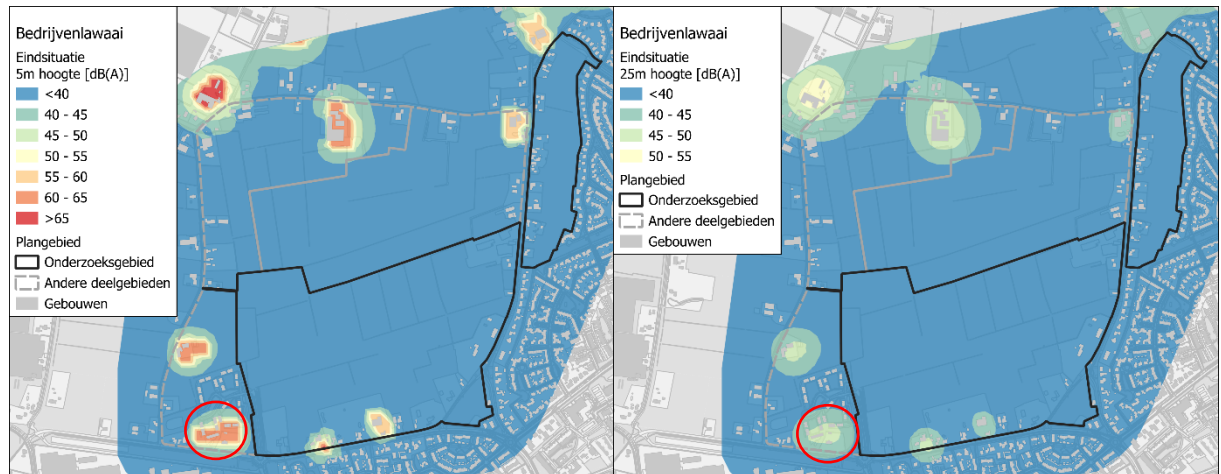 Bedrijvenlawaai
Eindsituatie
5m hoogte [dB(A)]
<40
40 - 45
45 - 50
50 - 55
55 - 60
60 - 65
>65
Plangebied
Onderzoeksgebied
Andere deelgebieden
Gebouwen
Bedrijvenlawaai
Eindsituatie
25m hoogte [dB(A)]
<40
40 - 45
45 - 50
50 - 55
Plangebied
Onderzoeksgebied
Andere deelgebieden
Gebouwen